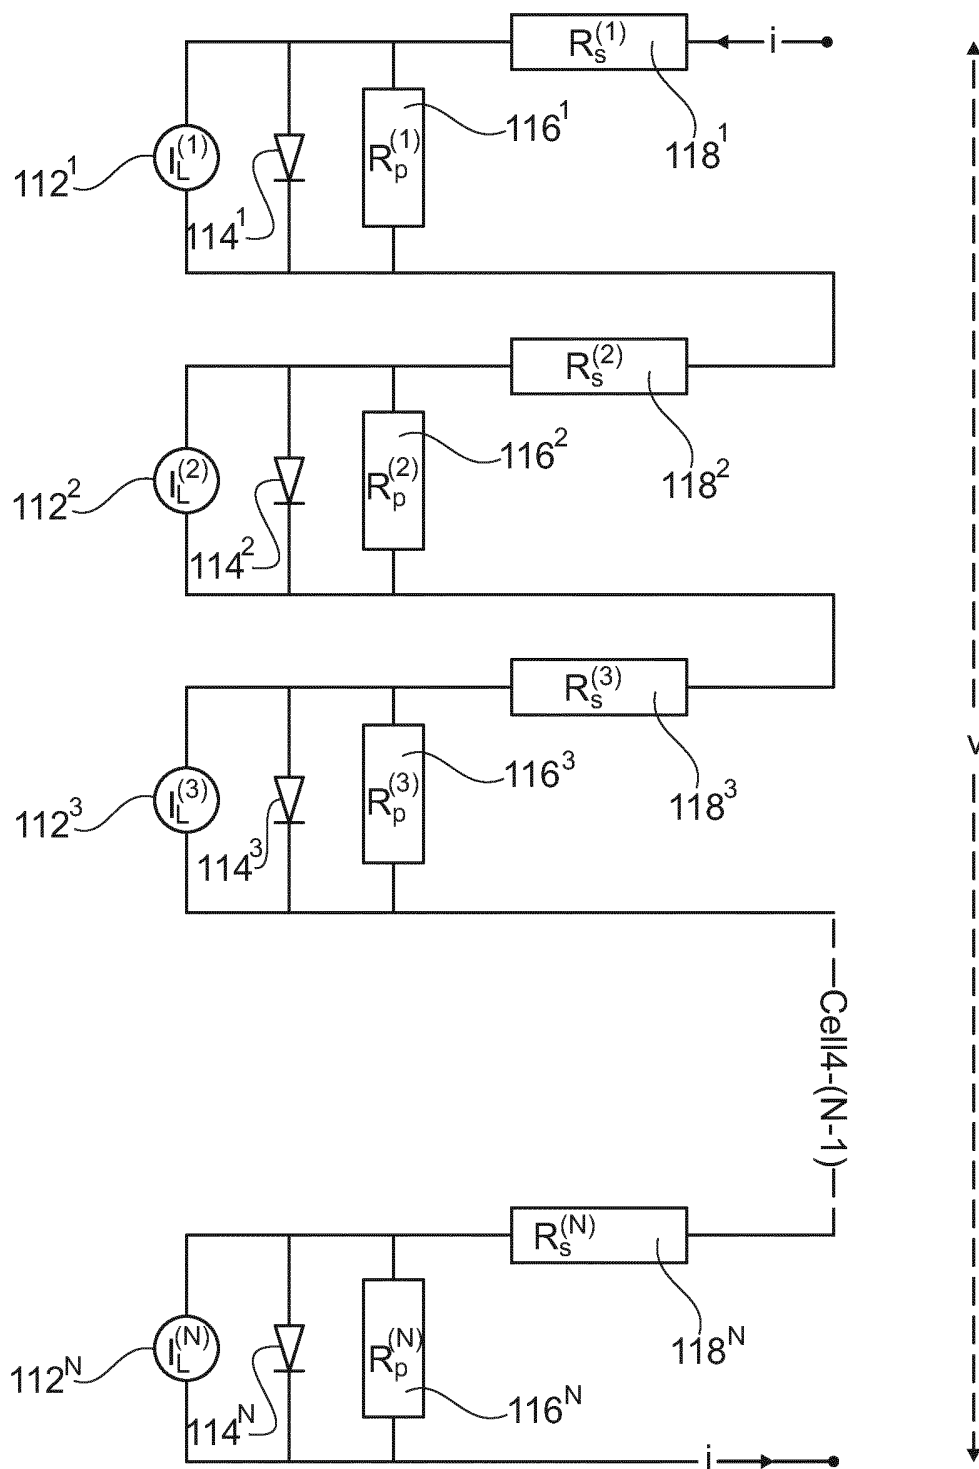 R_s^(1)
i
116^1
118^1
I_L^(1)
R_p^(1)
112^1
114^1
R_s^(2)
116^2
118^2
I_L^(2)
R_p^(2)
112^2
114^2
R_s^(3)
116^3
118^3
v
I_L^(3)
R_p^(3)
112^3
114^3
Cell4-(N-1)
R_s^(N)
118^N
I_L^(N)
R_p^(N)
112^N
114^N
116^N
i